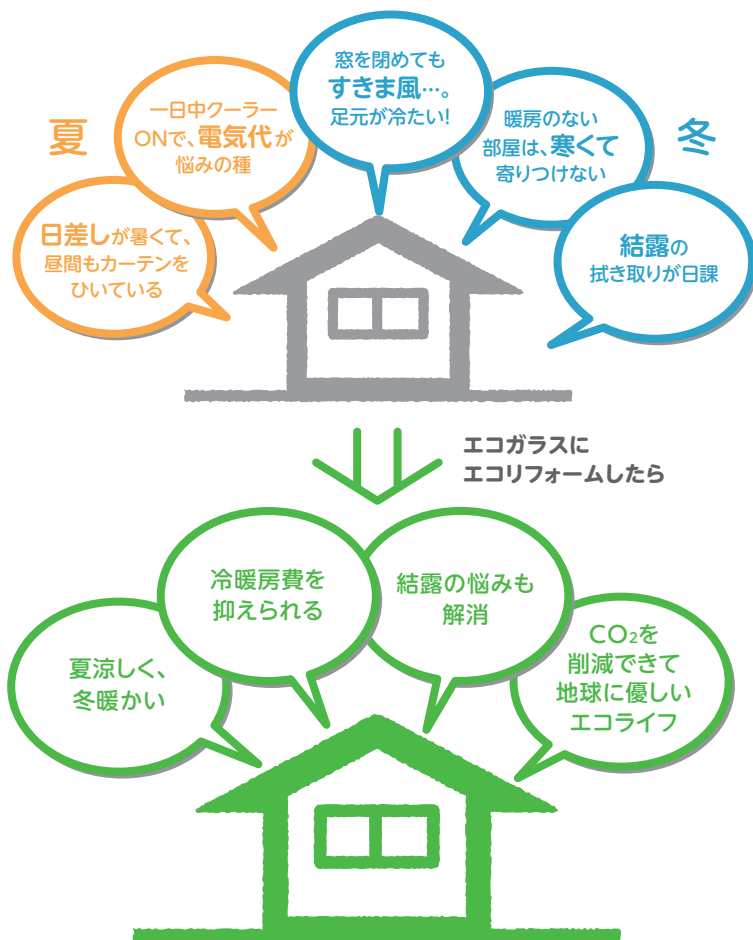 夏
日差しが暑くて、
昼間もカーテンを
ひいている
一日中クーラー
ONで、電気代が
悩みの種
窓を閉めても
すきま風…。
足元が冷たい!
暖房のない
部屋は、寒くて
寄りつけない
冬
結露の
拭き取りが日課
エコガラスに
エコリフォームしたら
夏涼しく、
冬暖かい
冷暖房費を
抑えられる
結露の悩みも
解消
CO₂を
削減できて
地球に優しい
エコライフ